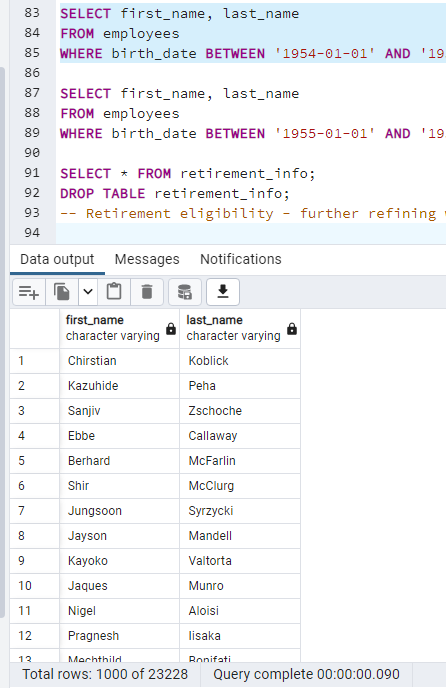 83 SELECT first_name, last_name
84 FROM employees
85 WHERE birth_date BETWEEN '1954-01-01' AND '19
86
87 SELECT first_name, last_name
88 FROM employees
89 WHERE birth_date BETWEEN '1955-01-01' AND '19
90
91 SELECT * FROM retirement_info;
92 DROP TABLE retirement_info;
93 -- Retirement eligibility - further refining
94
Data output Messages Notifications
first_name last_name
character varying character varying
1 Chirstian Koblick
2 Kazuhide Peha
3 Sanjiv Zschoche
4 Ebbe Callaway
5 Berhard McFarlin
6 Shir McClurg
7 Jungsoon Syrzycki
8 Jayson Mandell
9 Kayoko Valtorta
10 Jaques Munro
11 Nigel Aloisi
12 Pragnesh Iisaka
13 Mechthild Bonifati
Total rows: 1000 of 23228 Query complete 00:00:00.090